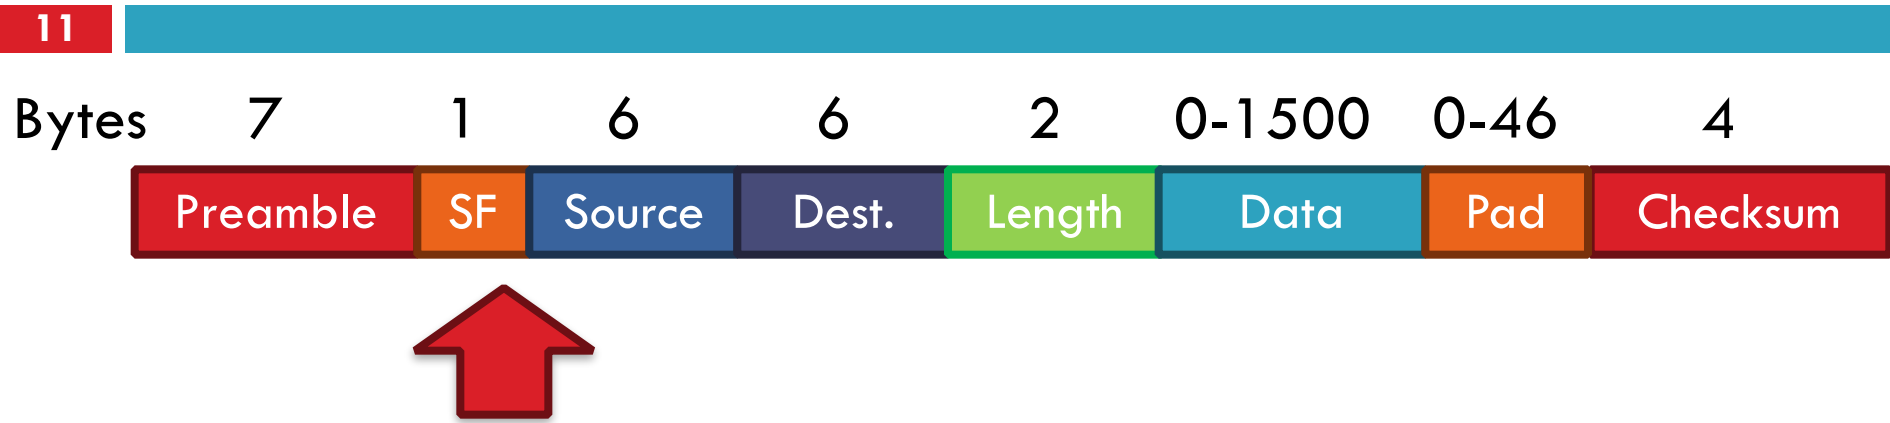 11
Bytes 7 1 6 6 2 0-1500 0-46 4
Preamble SF Source Dest. Length Data Pad Checksum